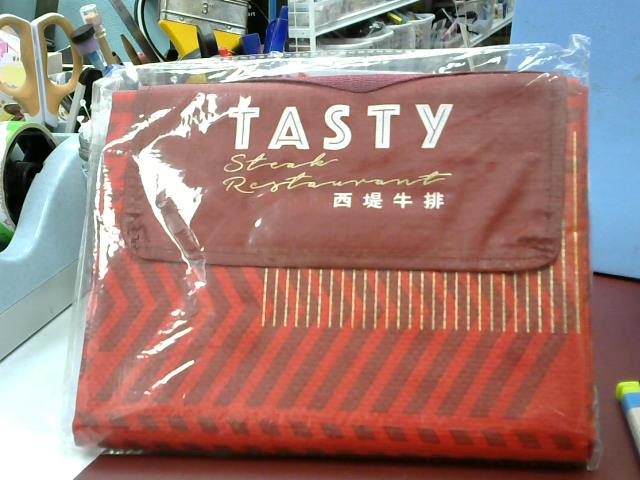 TASTY
Steak
Restaurant
西堤牛排